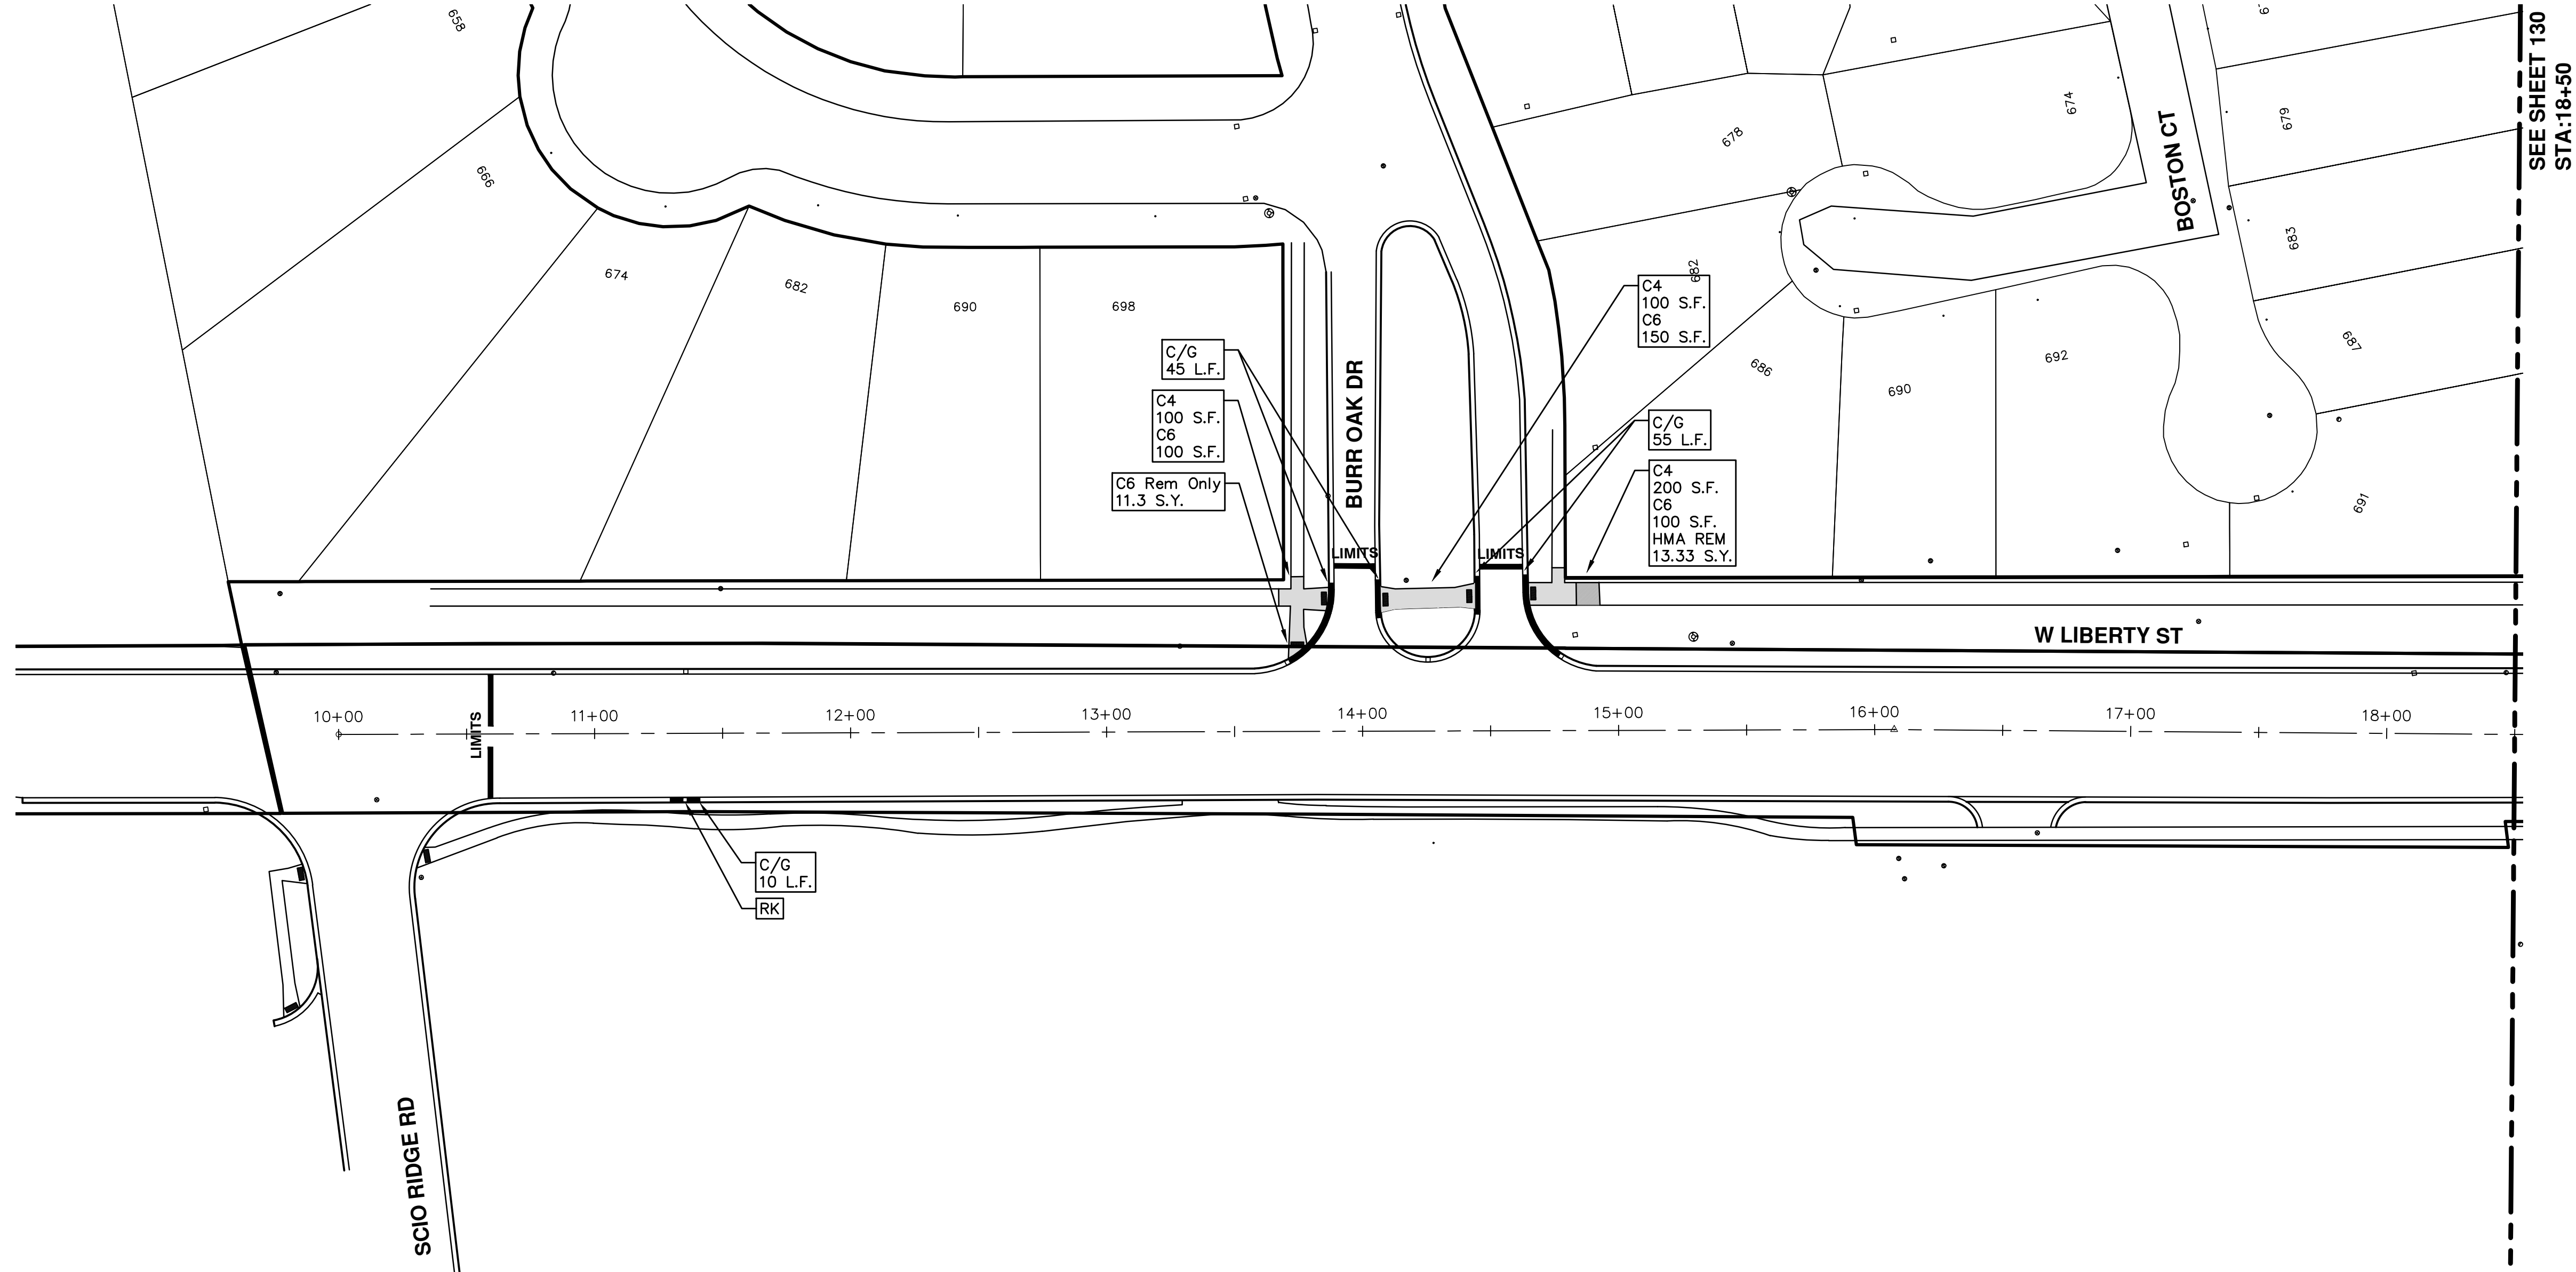 658
666
674
682
690
698
C/G
45 L.F.
C4
100 S.F.
C6
100 S.F.
C6 Rem Only
11.3 S.Y.
BURR OAK DR
LIMITS
LIMITS
C4
100 S.F.
C6
150 S.F.
C/G
55 L.F.
C4
200 S.F.
C6
100 S.F.
HMA REM
13.33 S.Y.
678
674
682
686
690
692
BOSTON CT
679
683
687
691
SEE SHEET 130
STA:18+50
W LIBERTY ST
10+00
11+00
12+00
13+00
14+00
15+00
16+00
17+00
18+00
LIMITS
C/G
10 L.F.
RK
SCIO RIDGE RD